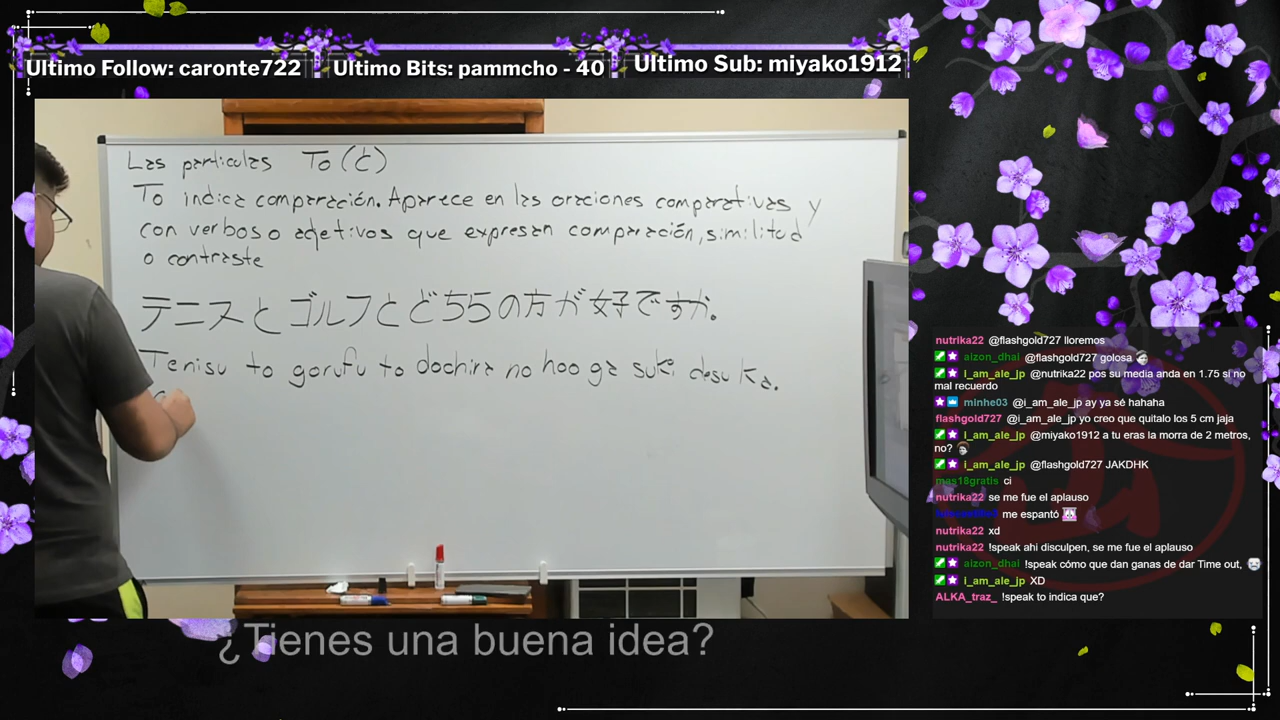 Ultimo Follow: caronte722
Ultimo Bits: pammcho - 40
Ultimo Sub: miyako1912
Las particulas To (と)
To indica comparación. Aparece en las oraciones comparativas y
con verbos o adjetivos que expresan comparación, similitud
o contraste
テニスとゴルフとどちらの方が好ですか。
Tenisu to gorufu to dochira no hoo ga suki desu ka.
nutrika22 @flashgold727 lloremos
aizon_dhai @flashgold727 golosa
i_am_ale_jp @nutrika22 pos su media anda en 1.75 si no
mal recuerdo
minhe03 @i_am_ale_jp ay ya sé hahaha
flashgold727 @i_am_ale_jp yo creo que quitalo los 5 cm jaja
i_am_ale_jp @miyako1912 a tu eras la morra de 2 metros,
no?
i_am_ale_jp @flashgold727 JAKDHK
mas18gratis ci
nutrika22 se me fue el aplauso
me espantó
nutrika22 xd
nutrika22 !speak ahi disculpen, se me fue el aplauso
aizon_dhai !speak cómo que dan ganas de dar Time out,
i_am_ale_jp XD
ALKA_traz_ !speak to indica que?
¿Tienes una buena idea?